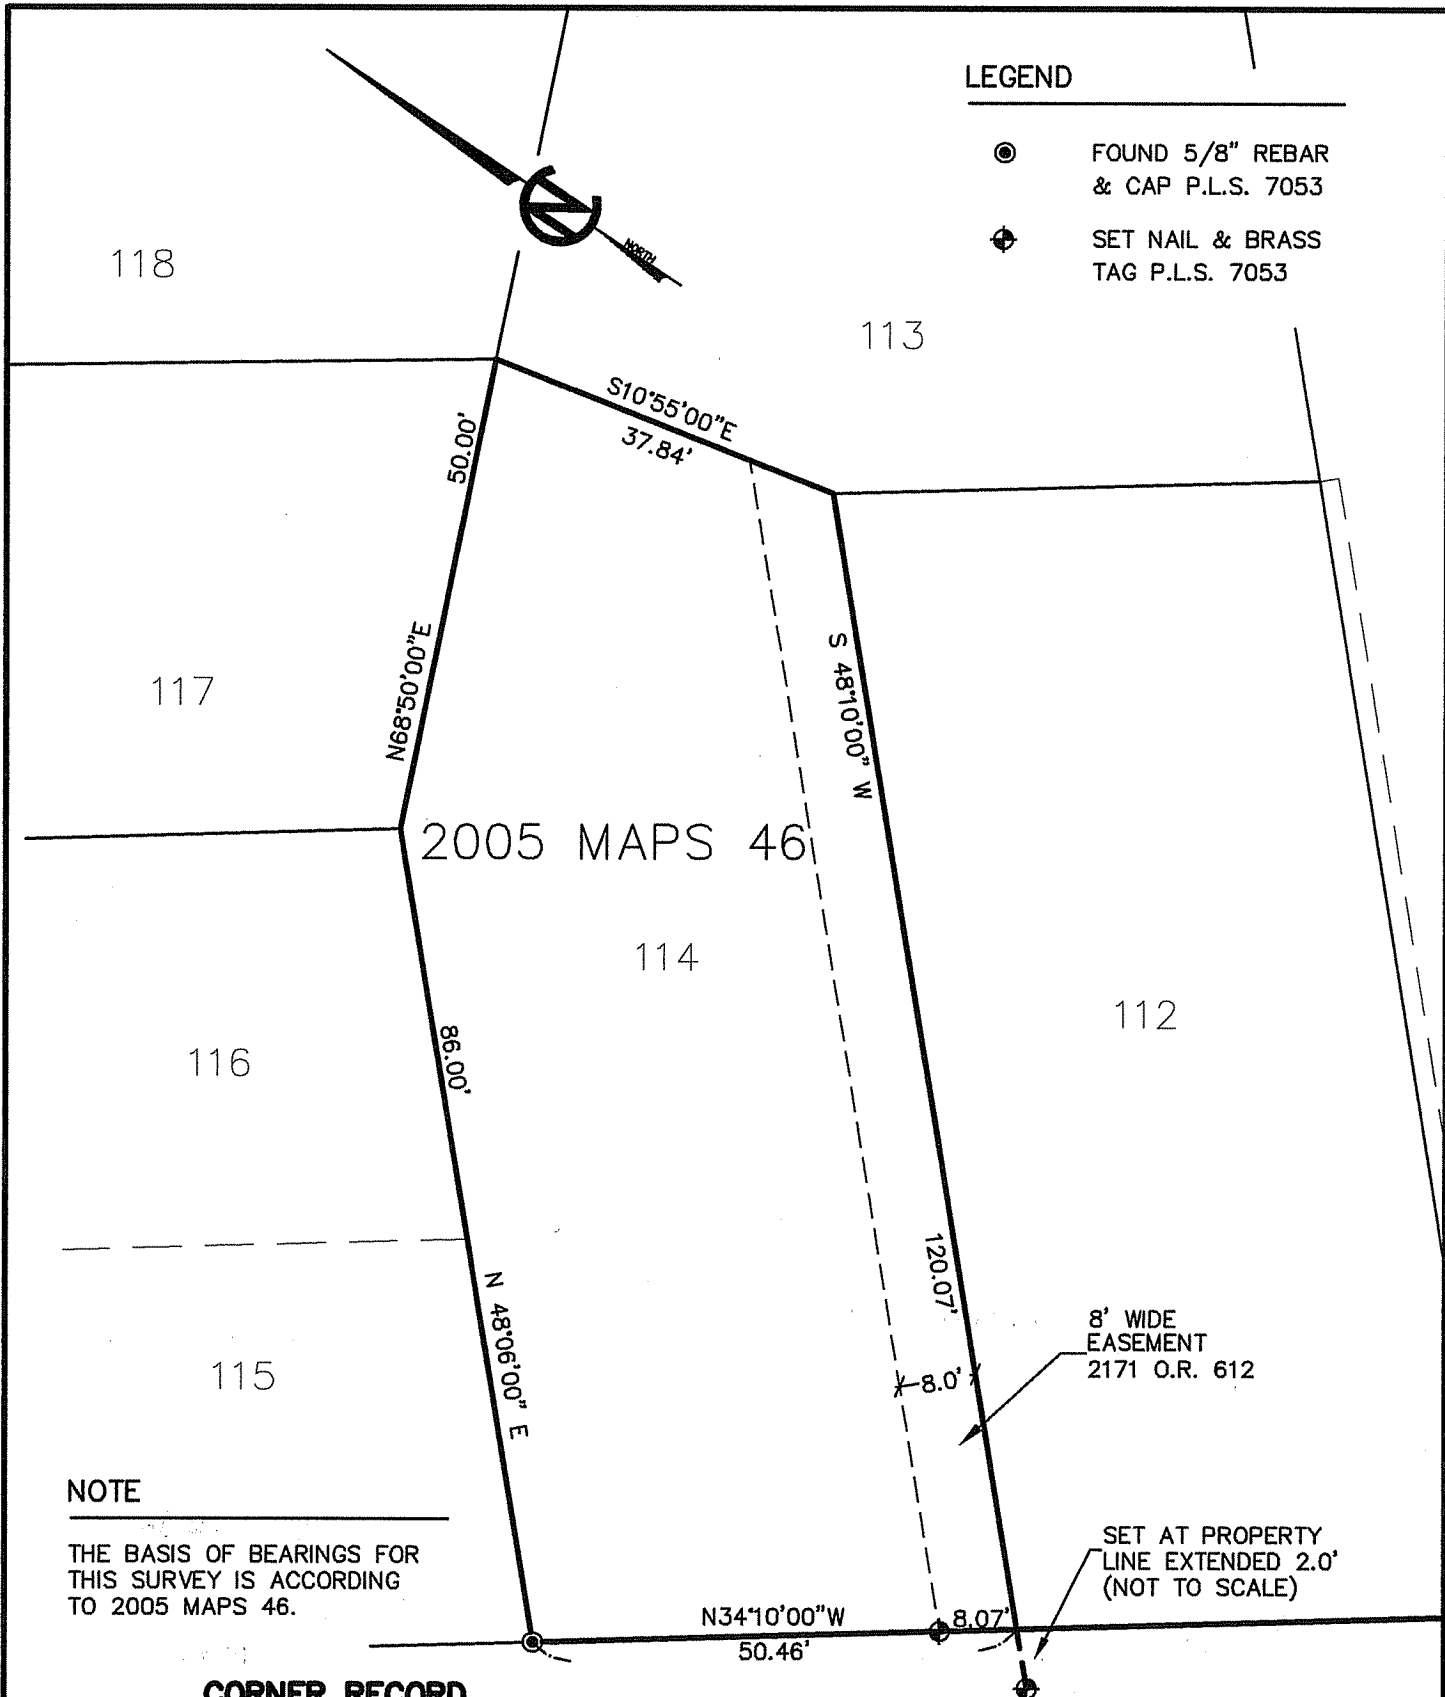 LEGEND
FOUND 5/8" REBAR
& CAP P.L.S. 7053
SET NAIL & BRASS
TAG P.L.S. 7053
N
NORTH
118
113
S10°55'00"E
37.84'
50.00'
N68°50'00"E
117
S 48°10'00" W
2005 MAPS 46
114
112
116
86.00'
120.07'
N 48°06'00" E
115
8' WIDE
EASEMENT
2171 O.R. 612
8.0'
NOTE
THE BASIS OF BEARINGS FOR
THIS SURVEY IS ACCORDING
TO 2005 MAPS 46.
SET AT PROPERTY
LINE EXTENDED 2.0'
(NOT TO SCALE)
N34°10'00"W
8.07'
50.46'
CORNER RECORD